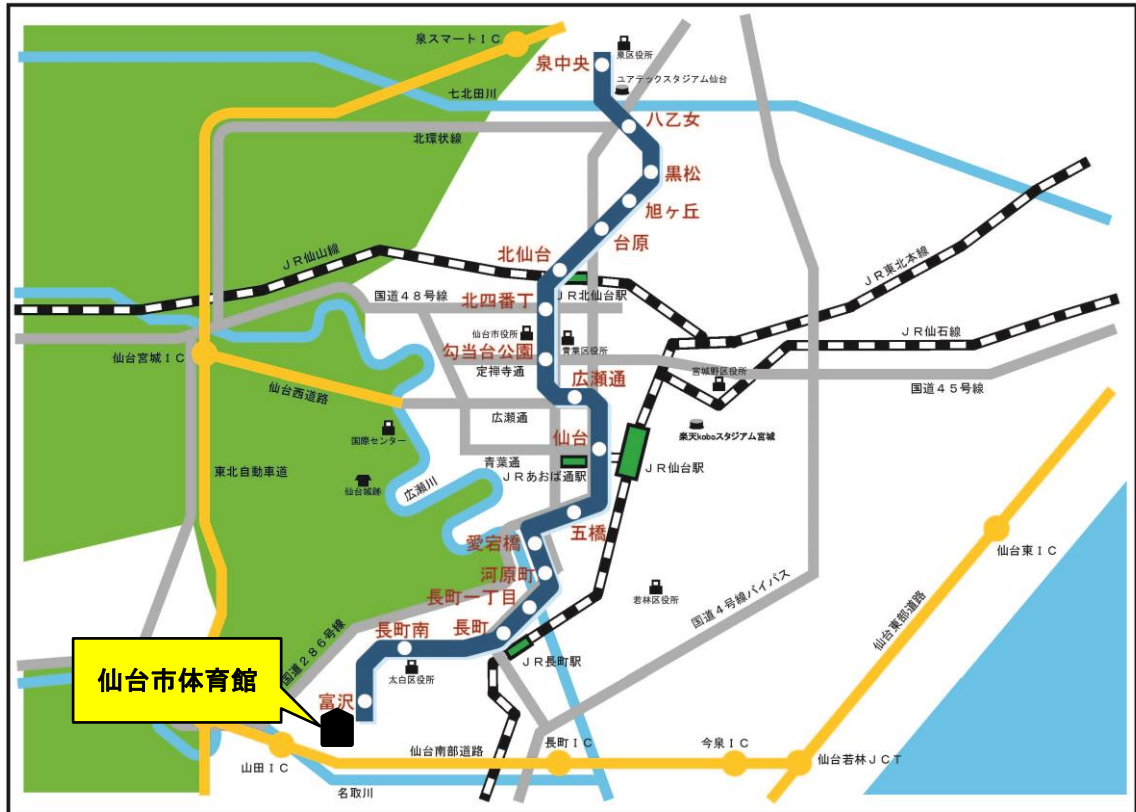 泉スマートＩＣ
泉区役所
泉中央
ユアテックスタジアム仙台
七北田川
八乙女
北環状線
黒松
旭ヶ丘
台原
ＪＲ仙山線
北仙台
ＪＲ東北本線
国道４８号線
ＪＲ北仙台駅
北四番丁
ＪＲ仙石線
仙台市役所
仙台宮城ＩＣ
勾当台公園
青葉区役所
定禅寺通
宮城野区役所
国道４５号線
仙台西道路
広瀬通
広瀬通
国際センター
楽天koboスタジアム宮城
仙台
青葉通
東北自動車道
ＪＲあおば通駅
ＪＲ仙台駅
仙台城跡
広瀬川
五橋
愛宕橋
仙台東ＩＣ
河原町
若林区役所
国道４号線バイパス
長町一丁目
仙台東部道路
長町南
長町
国道２８６号線
ＪＲ長町駅
太白区役所
仙台市体育館
富沢
仙台南部道路
長町ＩＣ
今泉ＩＣ
仙台若林ＪＣＴ
山田ＩＣ
名取川